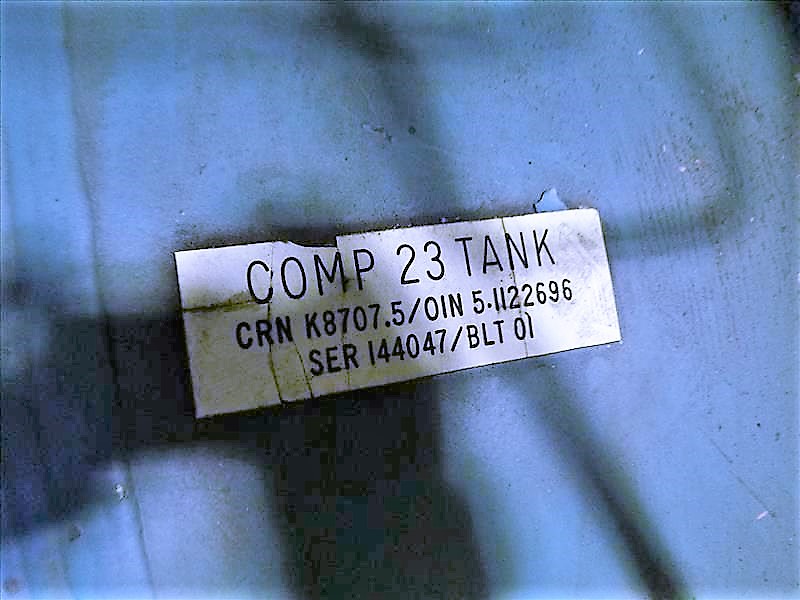 COMP 23 TANK
CRN K8707.5/OIN 5.1122696
SER 144047/BLT 01